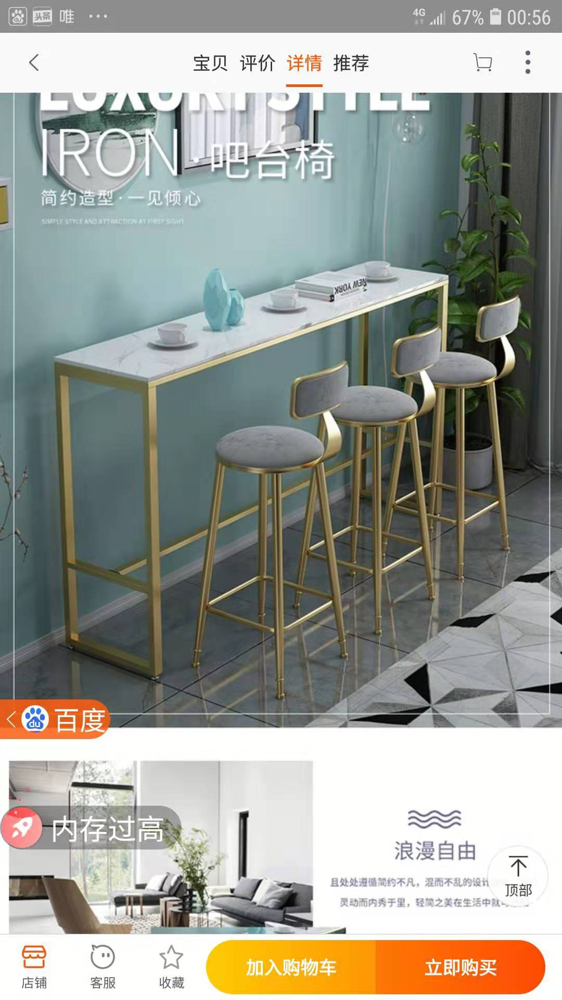 du 头条 唯 ... 4G 67% 00:56
宝贝 评价 详情 推荐
LUXURY STYLE
IRON·吧台椅
简约造型·一见倾心
SIMPLE STYLE AND ATTRACTION AT FIRST SIGHT
NEW YORK
du 百度
内存过高
浪漫自由
且处处遵循简约不凡，混而不乱的设计
灵动而内秀于里，轻简之美在生活中就
顶部
店铺 客服 收藏 加入购物车 立即购买